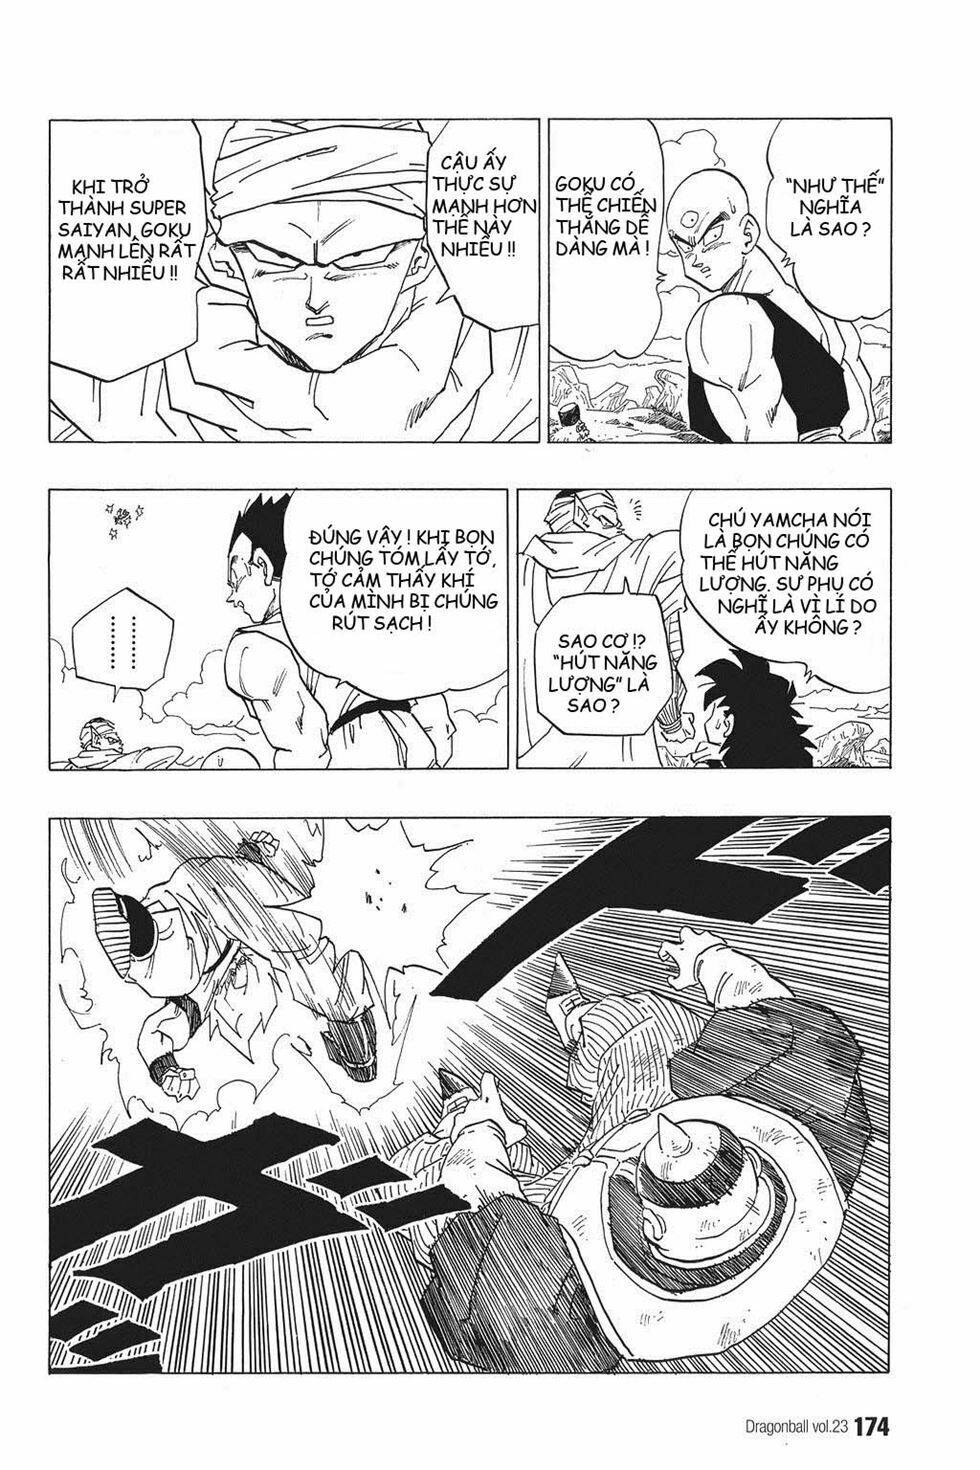 "NHƯ THẾ"
NGHĨA
LÀ SAO ?
GOKU CÓ
THỂ CHIẾN
THẮNG DỄ
DÀNG MÀ !
CẬU ẤY
THỰC SỰ
MẠNH HƠN
THẾ NÀY
NHIỀU !!
KHI TRỞ
THÀNH SUPER
SAIYAN, GOKU
MẠNH LÊN RẤT
RẤT NHIỀU !!
CHÚ YAMCHA NÓI
LÀ BỌN CHÚNG CÓ
THỂ HÚT NĂNG
LƯỢNG. SƯ PHỤ CÓ
NGHĨ LÀ VÌ LÍ DO
ẤY KHÔNG ?
SAO CƠ !?
"HÚT NĂNG
LƯỢNG" LÀ
SAO ?
ĐÚNG VẬY ! KHI BỌN
CHÚNG TÓM LẤY TỚ,
TỚ CẢM THẤY KHÍ
CỦA MÌNH BỊ CHÚNG
RÚT SẠCH !
Dragonball vol.23 174